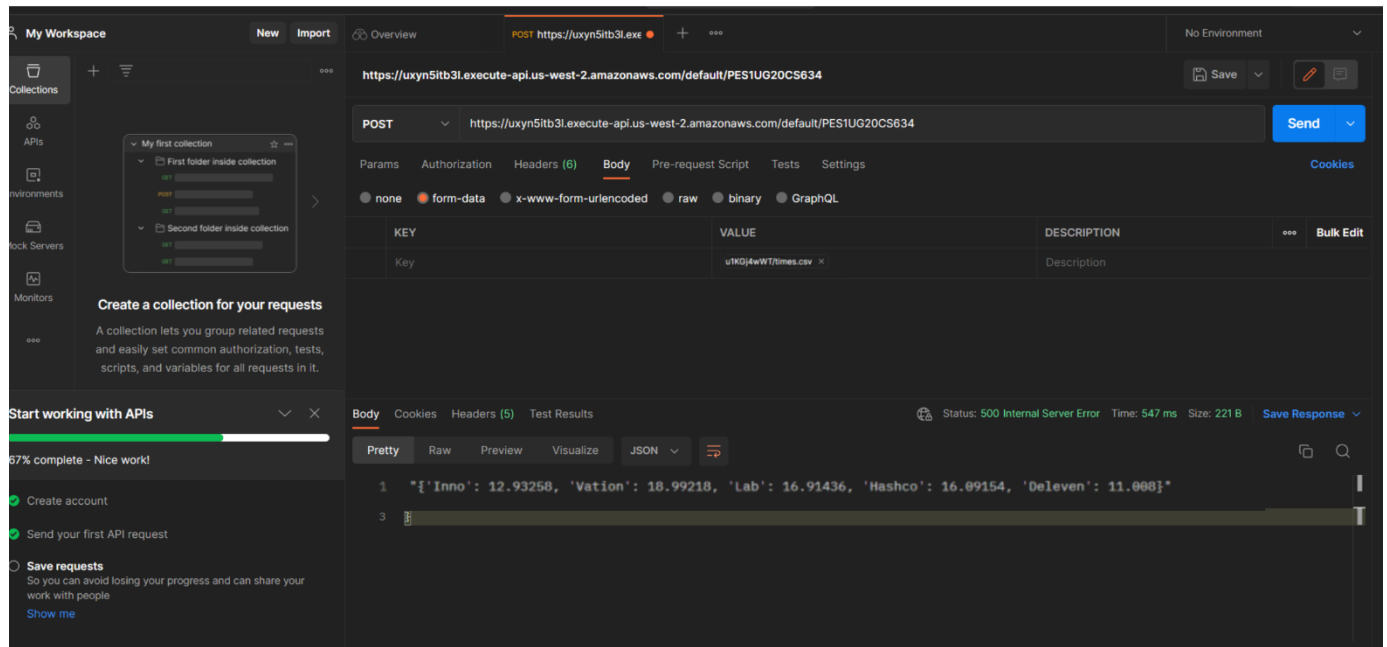 My Workspace
New Import
Overview
POST https://uxyn5itb3l.exe
No Environment
Collections
APIs
nvironments
Mock Servers
Monitors
My first collection
First folder inside collection
GET
POST
GET
Second folder inside collection
GET
GET
Create a collection for your requests
A collection lets you group related requests
and easily set common authorization, tests,
scripts, and variables for all requests in it.
https://uxyn5itb3l.execute-api.us-west-2.amazonaws.com/default/PES1UG20CS634
Save
POST https://uxyn5itb3l.execute-api.us-west-2.amazonaws.com/default/PES1UG20CS634
Send
Params Authorization Headers (6) Body Pre-request Script Tests Settings
Cookies
none form-data x-www-form-urlencoded raw binary GraphQL
KEY VALUE DESCRIPTION
Bulk Edit
Key u1KGj4wWT/times.csv × Description
Start working with APIs
67% complete - Nice work!
Create account
Send your first API request
Save requests
So you can avoid losing your progress and can share your
work with people
Show me
Body Cookies Headers (5) Test Results
Status: 500 Internal Server Error Time: 547 ms Size: 221 B
Save Response
Pretty Raw Preview Visualize JSON
1 "{'Inno': 12.93258, 'Vation': 18.99218, 'Lab': 16.91436, 'Hashco': 16.09154, 'Deleven': 11.008}"
3 }